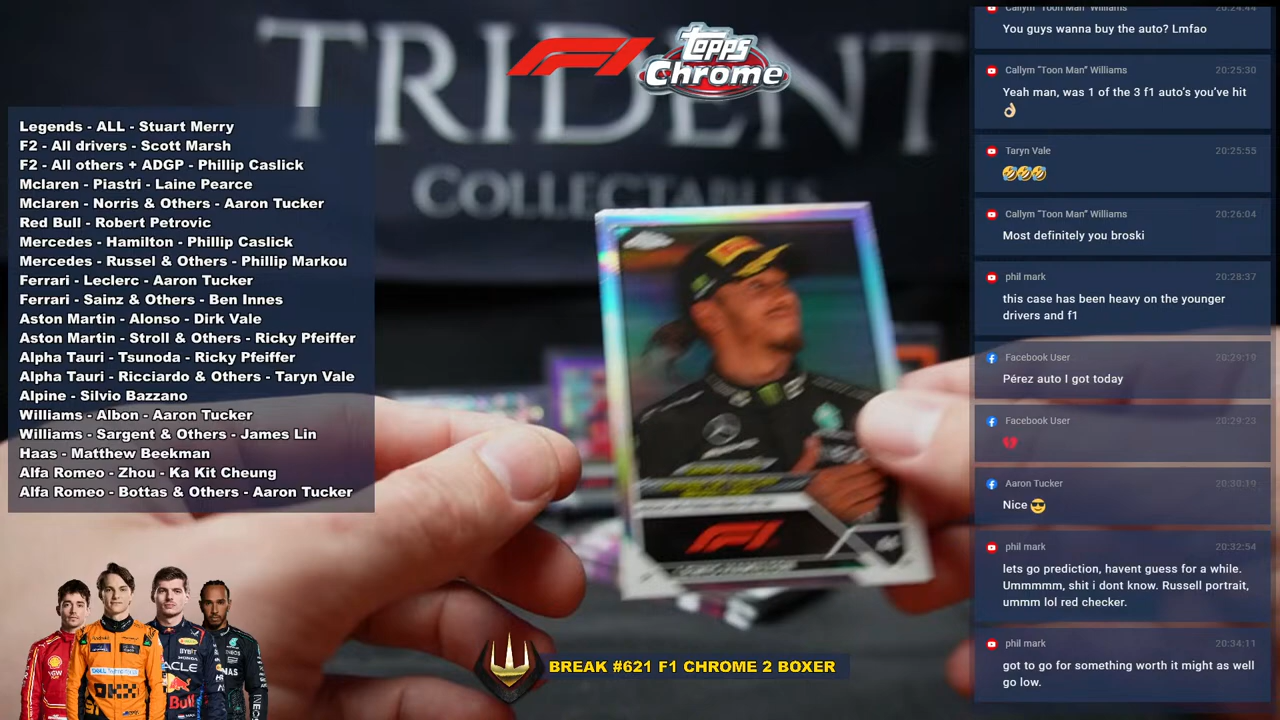 TRIDENT
COLLECTABLES
F1
Topps
Chrome
Legends - ALL - Stuart Merry
F2 - All drivers - Scott Marsh
F2 - All others + ADGP - Phillip Caslick
Mclaren - Piastri - Laine Pearce
Mclaren - Norris & Others - Aaron Tucker
Red Bull - Robert Petrovic
Mercedes - Hamilton - Phillip Caslick
Mercedes - Russel & Others - Phillip Markou
Ferrari - Leclerc - Aaron Tucker
Ferrari - Sainz & Others - Ben Innes
Aston Martin - Alonso - Dirk Vale
Aston Martin - Stroll & Others - Ricky Pfeiffer
Alpha Tauri - Tsunoda - Ricky Pfeiffer
Alpha Tauri - Ricciardo & Others - Taryn Vale
Alpine - Silvio Bazzano
Williams - Albon - Aaron Tucker
Williams - Sargent & Others - James Lin
Haas - Matthew Beekman
Alfa Romeo - Zhou - Ka Kit Cheung
Alfa Romeo - Bottas & Others - Aaron Tucker
F1
BREAK #621 F1 CHROME 2 BOXER
Callym "Toon Man" Williams 20:24:44
You guys wanna buy the auto? Lmfao
Callym "Toon Man" Williams 20:25:30
Yeah man, was 1 of the 3 f1 auto's you've hit
👌🏻
Taryn Vale 20:25:55
🤣🤣🤣
Callym "Toon Man" Williams 20:26:04
Most definitely you broski
phil mark 20:28:37
this case has been heavy on the younger
drivers and f1
Facebook User 20:29:19
Pérez auto I got today
Facebook User 20:29:23
💔
Aaron Tucker 20:30:19
Nice 😎
phil mark 20:32:54
lets go prediction, havent guess for a while.
Ummmmm, shit i dont know. Russell portrait,
ummm lol red checker.
phil mark 20:34:11
got to go for something worth it might as well
go low.